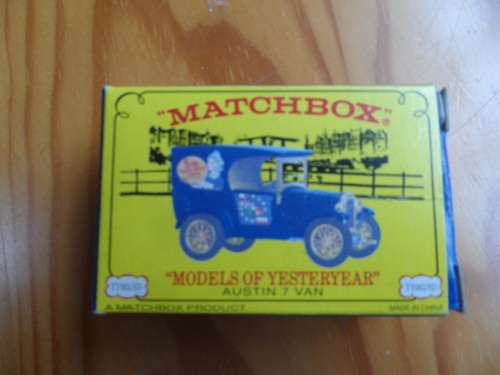 "MATCHBOX"®
"MODELS OF YESTERYEAR"
AUSTIN 7 VAN
A MATCHBOX PRODUCT
MADE IN CHINA